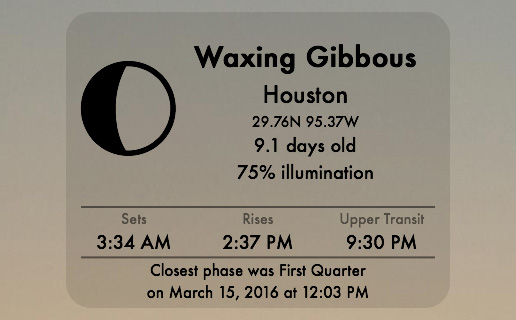 Waxing Gibbous
Houston
29.76N 95.37W
9.1 days old
75% illumination
Sets Rises Upper Transit
3:34 AM 2:37 PM 9:30 PM
Closest phase was First Quarter
on March 15, 2016 at 12:03 PM